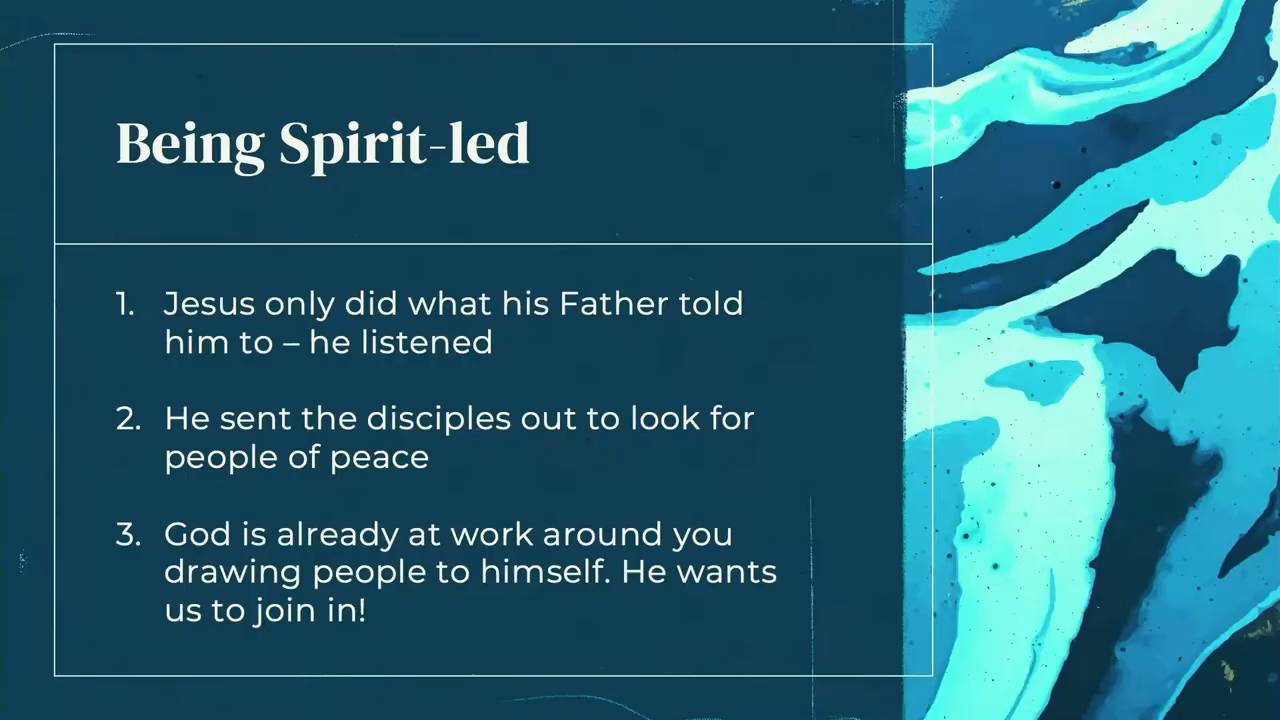 Being Spirit-led
1. Jesus only did what his Father told
him to – he listened
2. He sent the disciples out to look for
people of peace
3. God is already at work around you
drawing people to himself. He wants
us to join in!